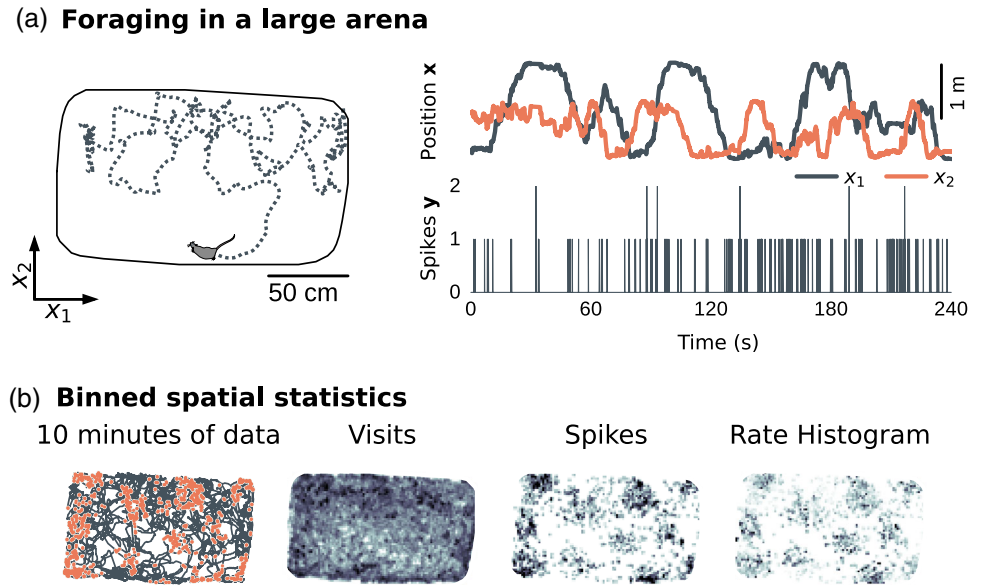 (a) Foraging in a large arena
x₂
x₁
50 cm
Position x
1 m
x₁ x₂
Spikes y
2
1
0
0 60 120 180 240
Time (s)
(b) Binned spatial statistics
10 minutes of data Visits Spikes Rate Histogram